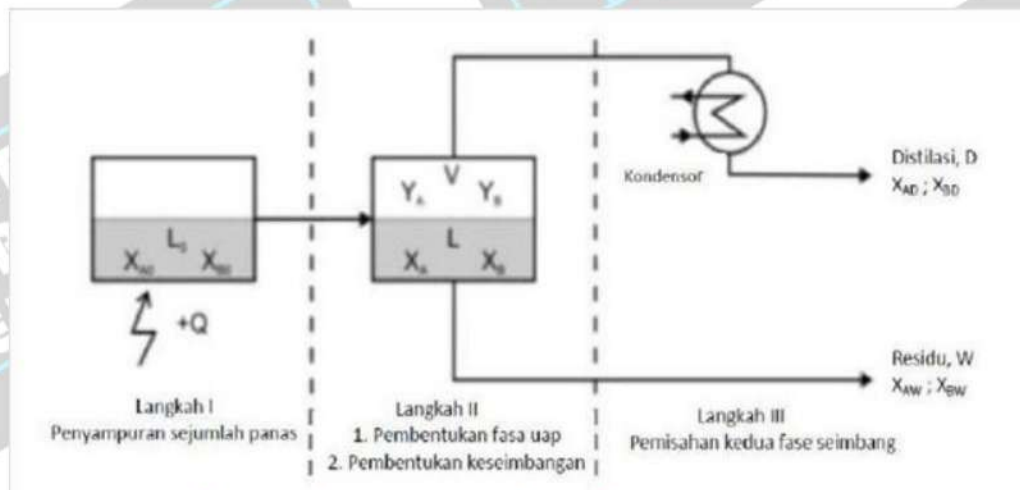 V
Y_A Y_B
L
X_A X_B
L_0
X_A0 X_B0
+Q
Kondensor
Distilasi, D
X_AD ; X_BD
Residu, W
X_AW ; X_BW
Langkah I
Penyampuran sejumlah panas
Langkah II
1. Pembentukan fasa uap
2. Pembentukan keseimbangan
Langkah III
Pemisahan kedua fase seimbang